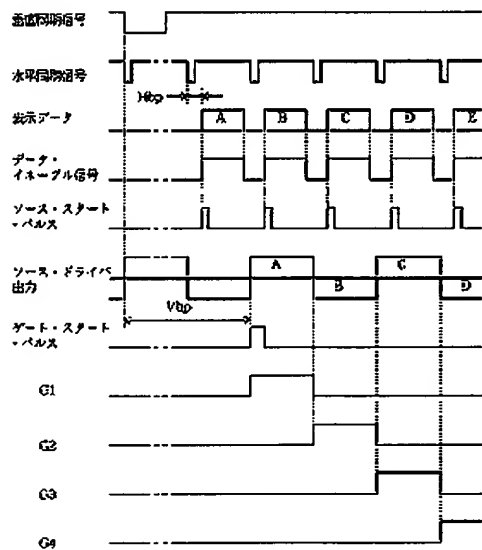 垂直同期信号
水平同期信号
Hbp
表示データ
A B C D E
データ・
イネーブル信号
ソース・スタート
・パルス
ソース・ドライバ
出力
A B C D
Vbp
ゲート・スタート
・パルス
G1
G2
G3
G4